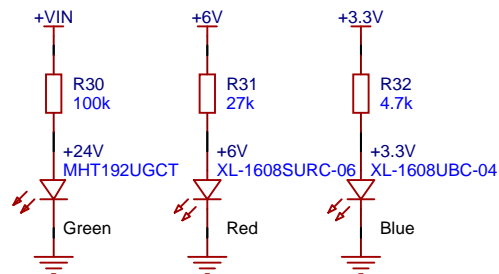 +VIN
R30
100k
+24V
MHT192UGCT
Green
+6V
R31
27k
+6V
XL-1608SURC-06
Red
+3.3V
R32
4.7k
+3.3V
XL-1608UBC-04
Blue